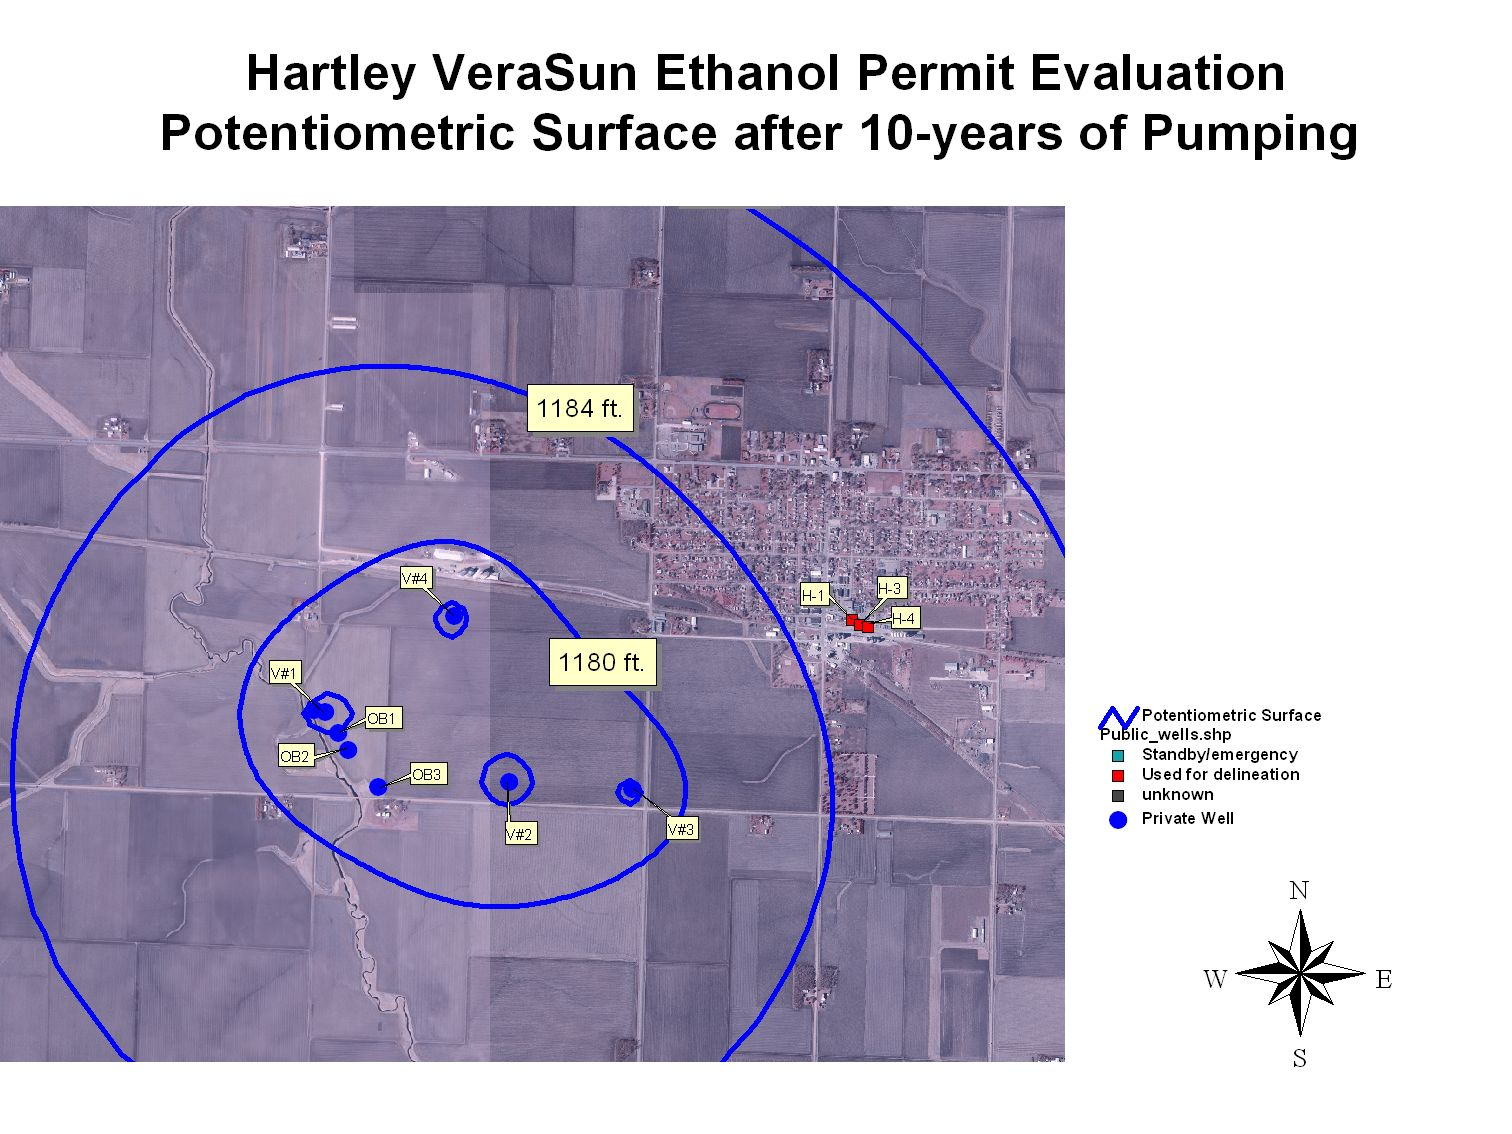 Hartley VeraSun Ethanol Permit Evaluation
Potentiometric Surface after 10-years of Pumping
1184 ft.
V#4
H-1
H-3
H-4
1180 ft.
V#1
OB1
OB2
OB3
V#2
V#3
Potentiometric Surface
Public_wells.shp
Standby/emergency
Used for delineation
unknown
Private Well
N
W
E
S